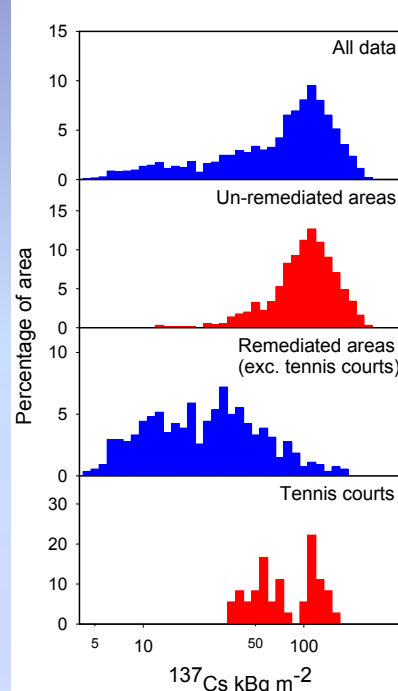 15
All data
10
5
0
15
Un-remediated areas
10
5
0
10
Remediated areas
(exc. tennis courts)
5
0
Tennis courts
30
20
10
0
Percentage of area
5 10 50 100
137Cs kBq m-2